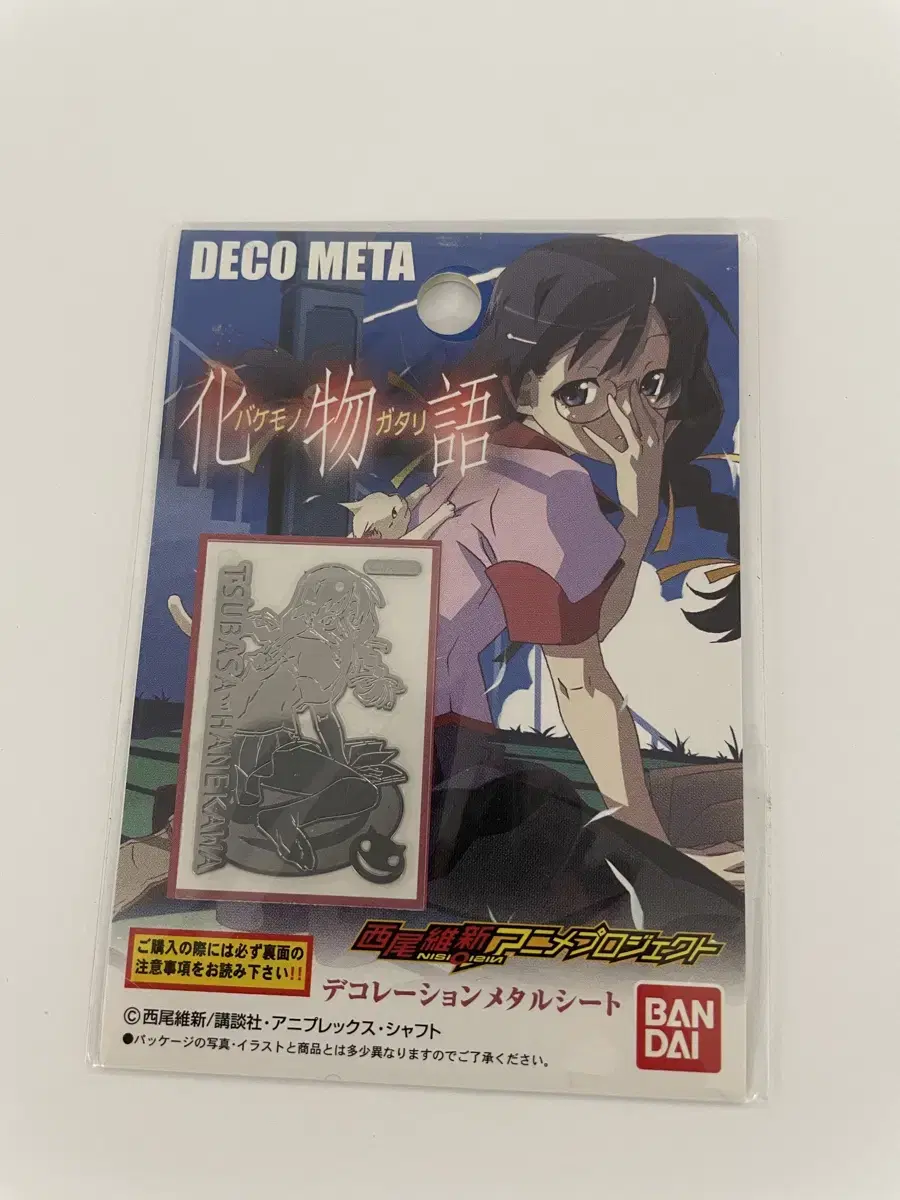 DECO META
化物語
バケモノガタリ
TSUBASA HANEKAWA
西尾維新アニメプロジェクト
NISIOISIN
デコレーションメタルシート
ご購入の際には必ず裏面の
注意事項をお読み下さい!!
©西尾維新/講談社・アニプレックス・シャフト
●パッケージの写真・イラストと商品とは多少異なりますのでご了承ください。
BAN
DAI